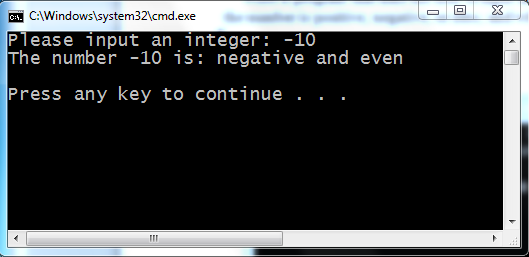 C:\Windows\system32\cmd.exe
Please input an integer: -10
The number -10 is: negative and even
Press any key to continue . . .